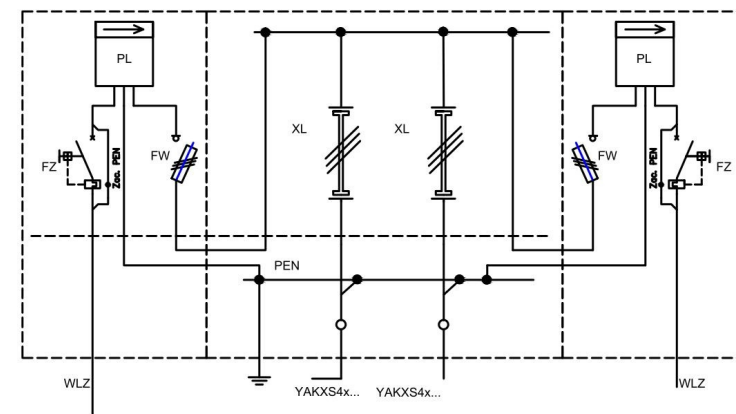 PL
PL
XL
XL
FZ
Zac. PEN
FW
FW
Zac. PEN
FZ
PEN
WLZ
YAKXS4x...
YAKXS4x...
WLZ